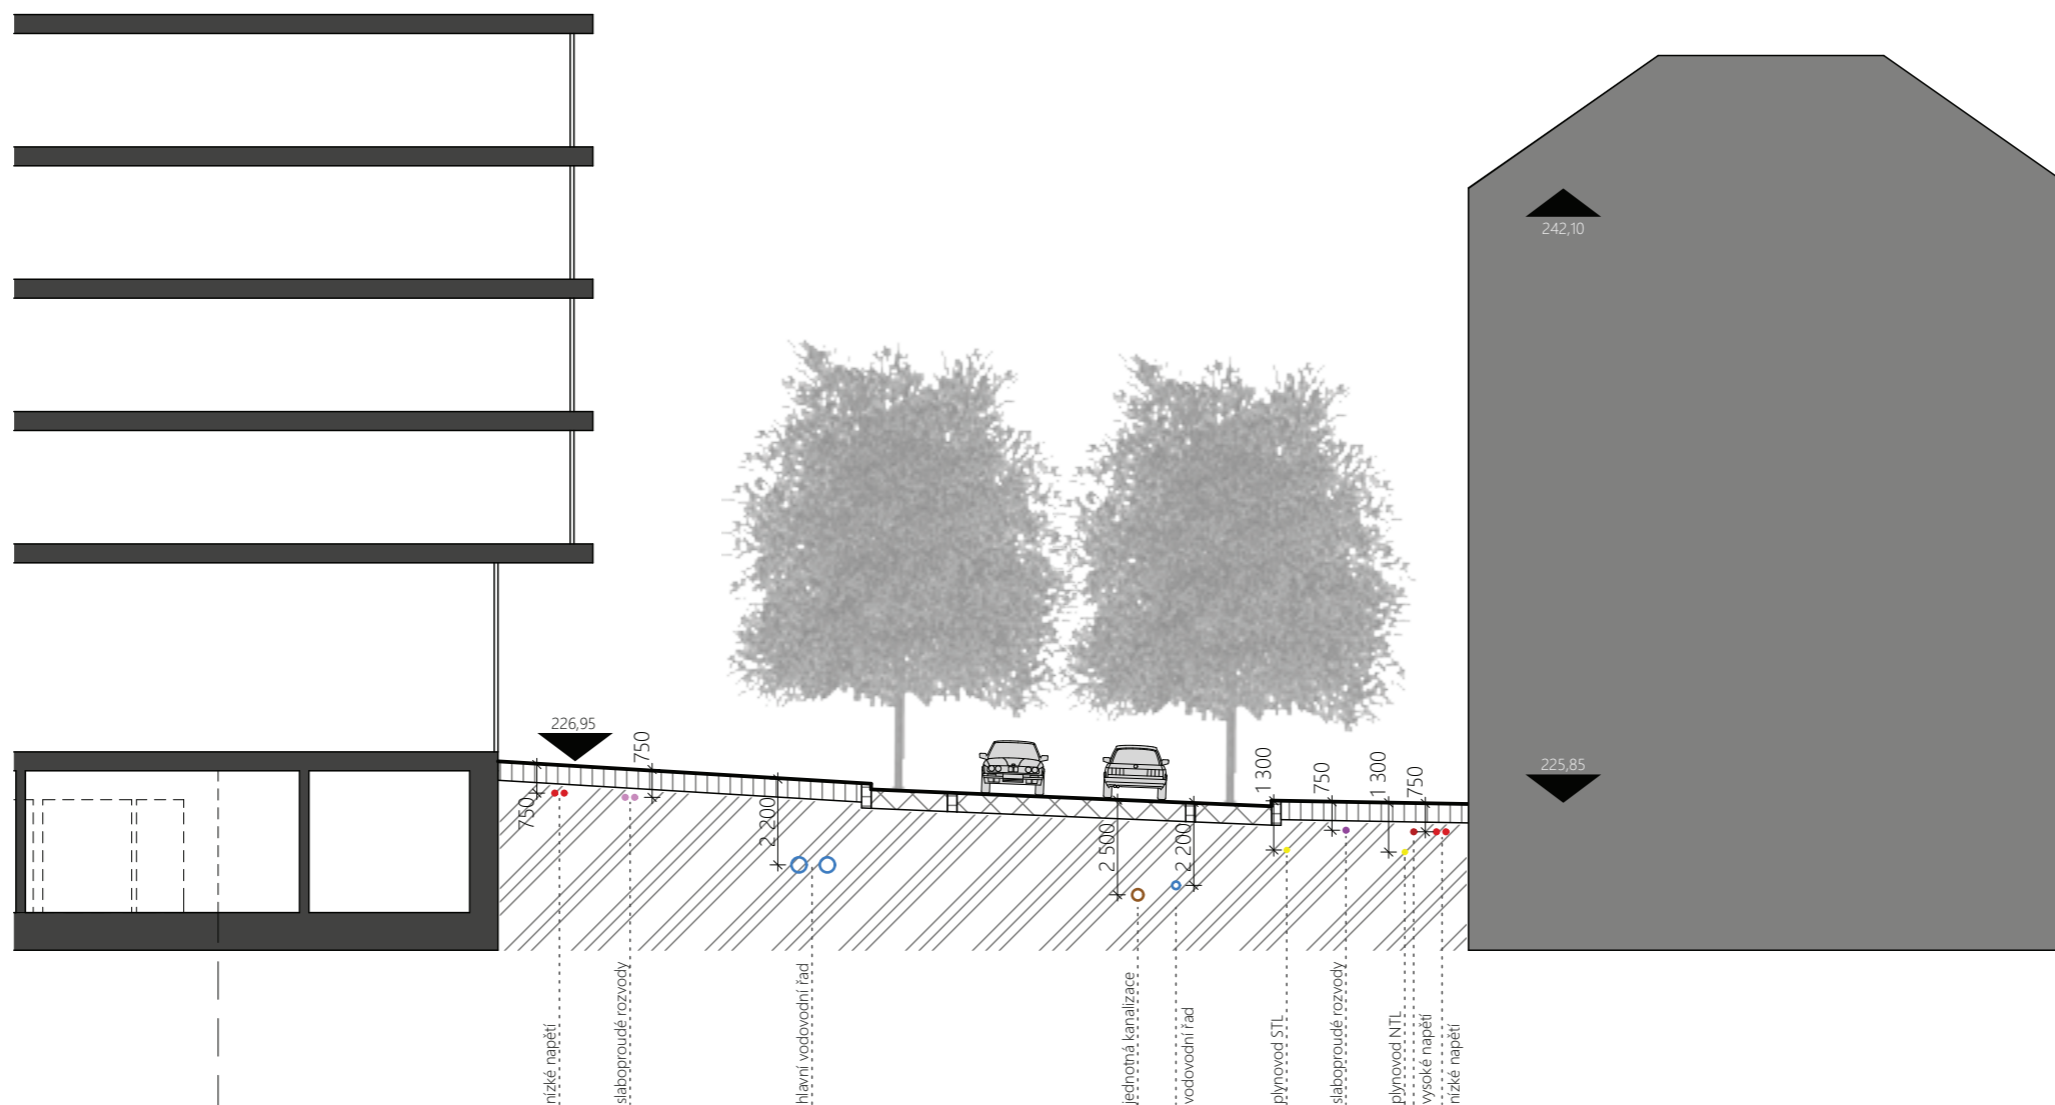 242,10
226,95
225,85
750
750
2 200
2 500
2 200
1 300
750
1 300
750
nízké napětí
slaboproudé rozvody
hlavní vodovodní řad
jednotná kanalizace
vodovodní řad
plynovod STL
slaboproudé rozvody
plynovod NTL
vysoké napětí
nízké napětí